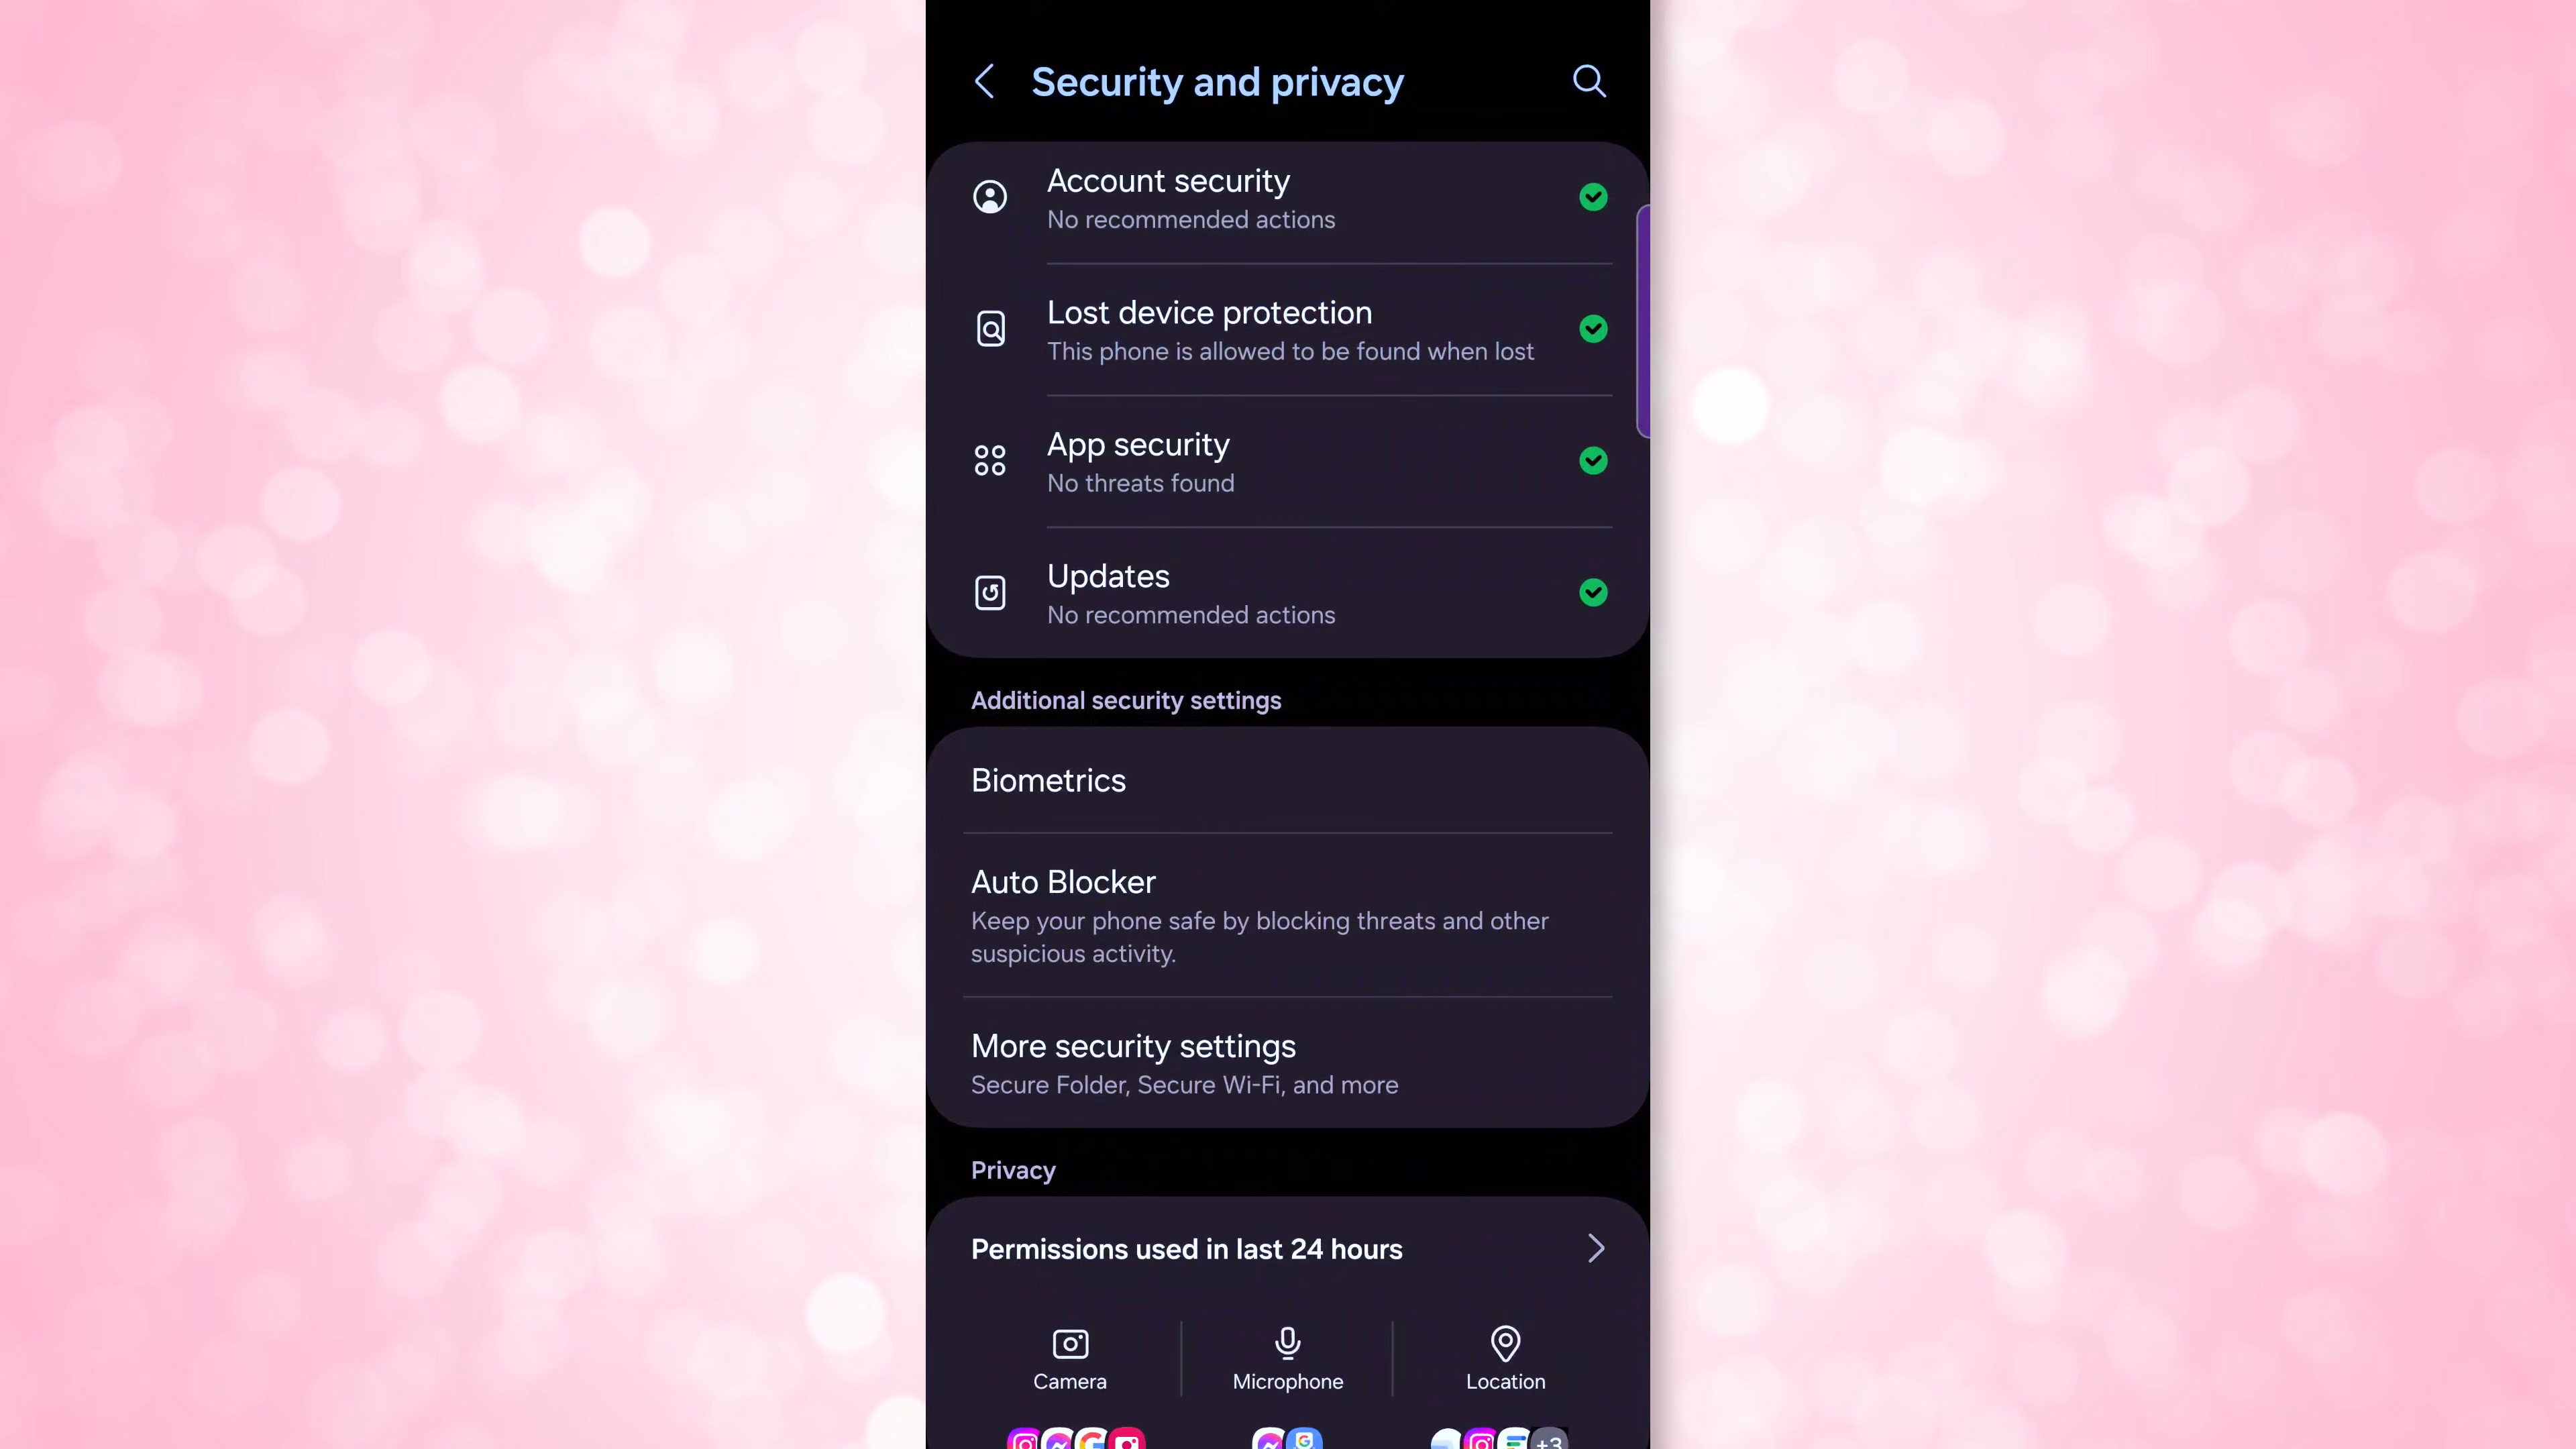 Security and privacy
Account security
No recommended actions
Lost device protection
This phone is allowed to be found when lost
App security
No threats found
Updates
No recommended actions
Additional security settings
Biometrics
Auto Blocker
Keep your phone safe by blocking threats and other
suspicious activity.
More security settings
Secure Folder, Secure Wi-Fi, and more
Privacy
Permissions used in last 24 hours
Camera
Microphone
Location
+3